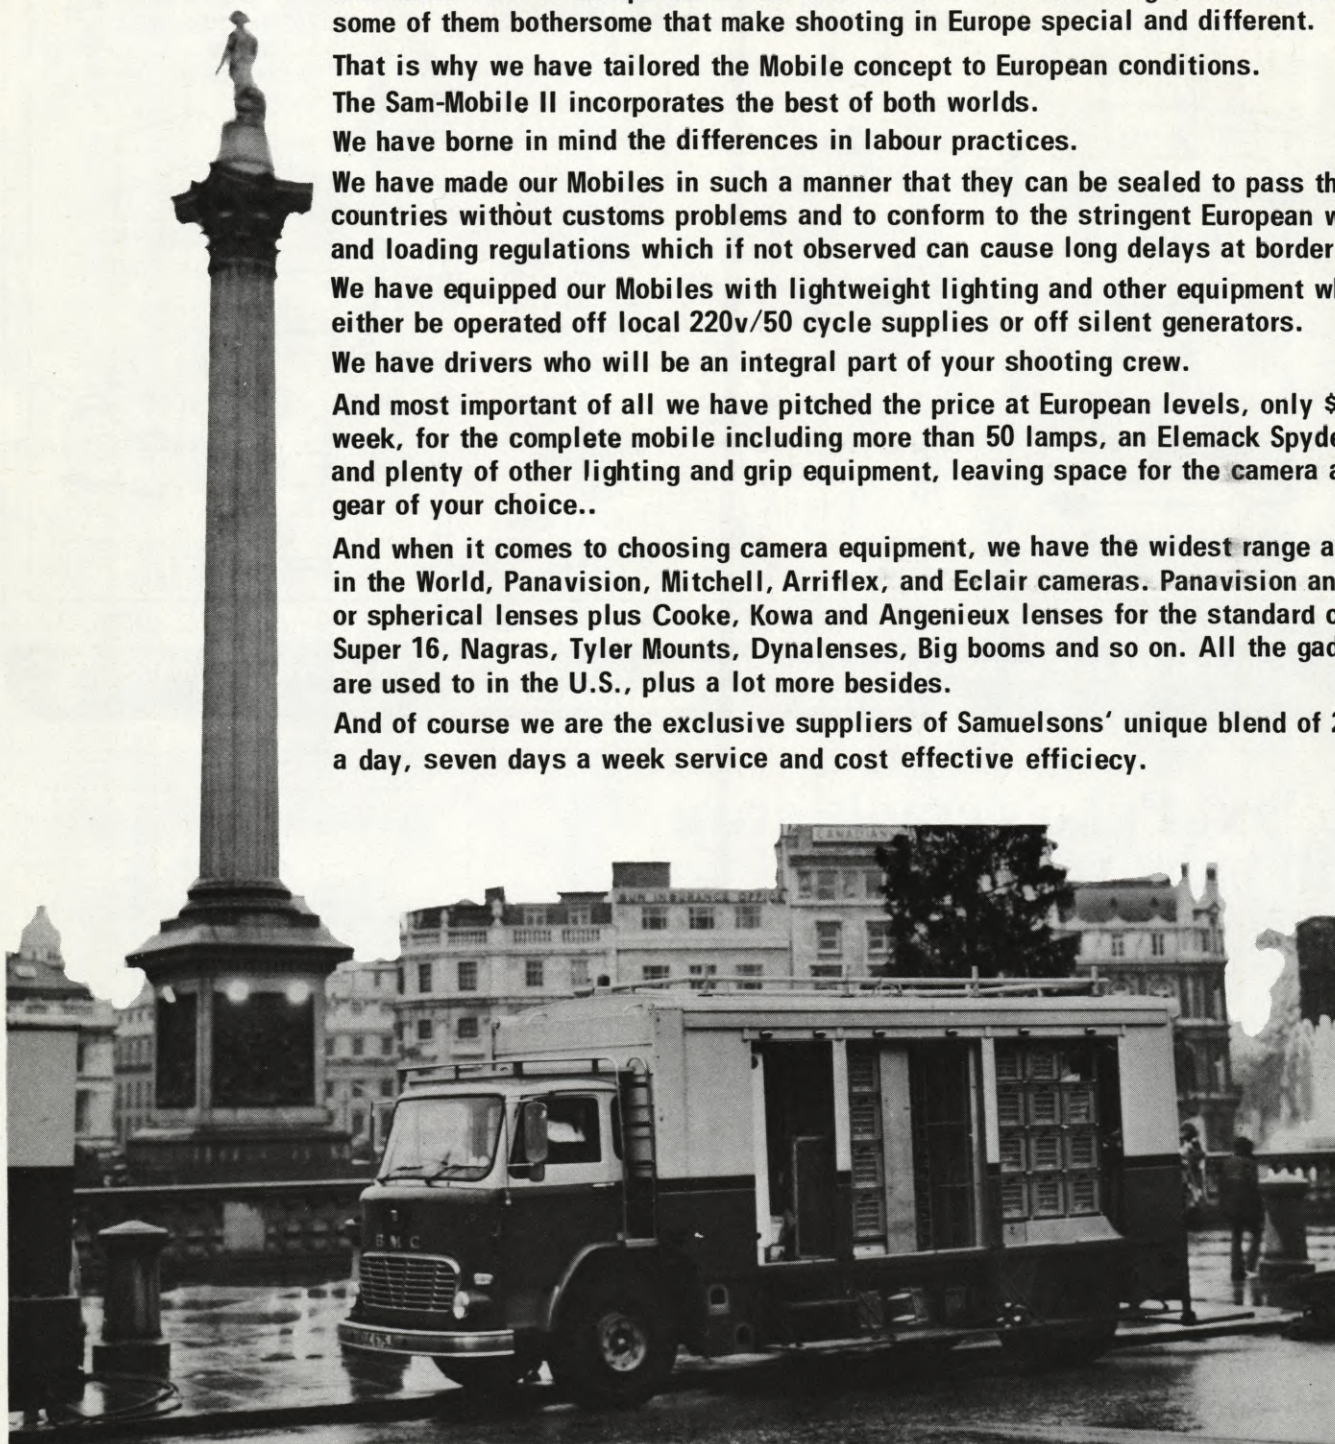 some of them bothersome that make shooting in Europe special and different.
That is why we have tailored the Mobile concept to European conditions.
The Sam-Mobile II incorporates the best of both worlds.
We have borne in mind the differences in labour practices.
We have made our Mobiles in such a manner that they can be sealed to pass
countries without customs problems and to conform to the stringent European
and loading regulations which if not observed can cause long delays at border
We have equipped our Mobiles with lightweight lighting and other equipment
either be operated off local 220v/50 cycle supplies or off silent generators.
We have drivers who will be an integral part of your shooting crew.
And most important of all we have pitched the price at European levels, only $
week, for the complete mobile including more than 50 lamps, an Elemack
and plenty of other lighting and grip equipment, leaving space for the camera
gear of your choice..
And when it comes to choosing camera equipment, we have the widest range
in the World, Panavision, Mitchell, Arriflex, and Eclair cameras. Panavision
or spherical lenses plus Cooke, Kowa and Angenieux lenses for the standard
Super 16, Nagras, Tyler Mounts, Dynalenses, Big booms and so on. All the
are used to in the U.S., plus a lot more besides.
And of course we are the exclusive suppliers of Samuelsons' unique blend of
a day, seven days a week service and cost effective efficiecy.
CANADIAN
SUN INSURANCE OFFICE
BMC